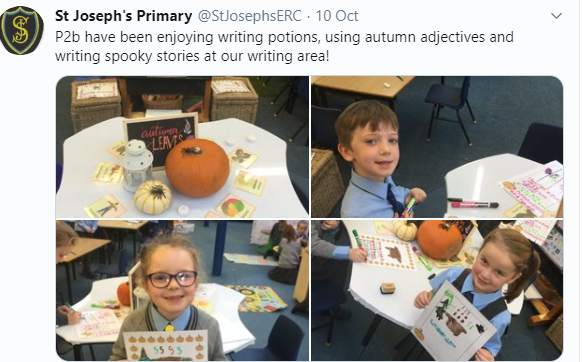 St Joseph's Primary @StJosephsERC · 10 Oct
P2b have been enjoying writing potions, using autumn adjectives and
writing spooky stories at our writing area!
autumn
LEAVES